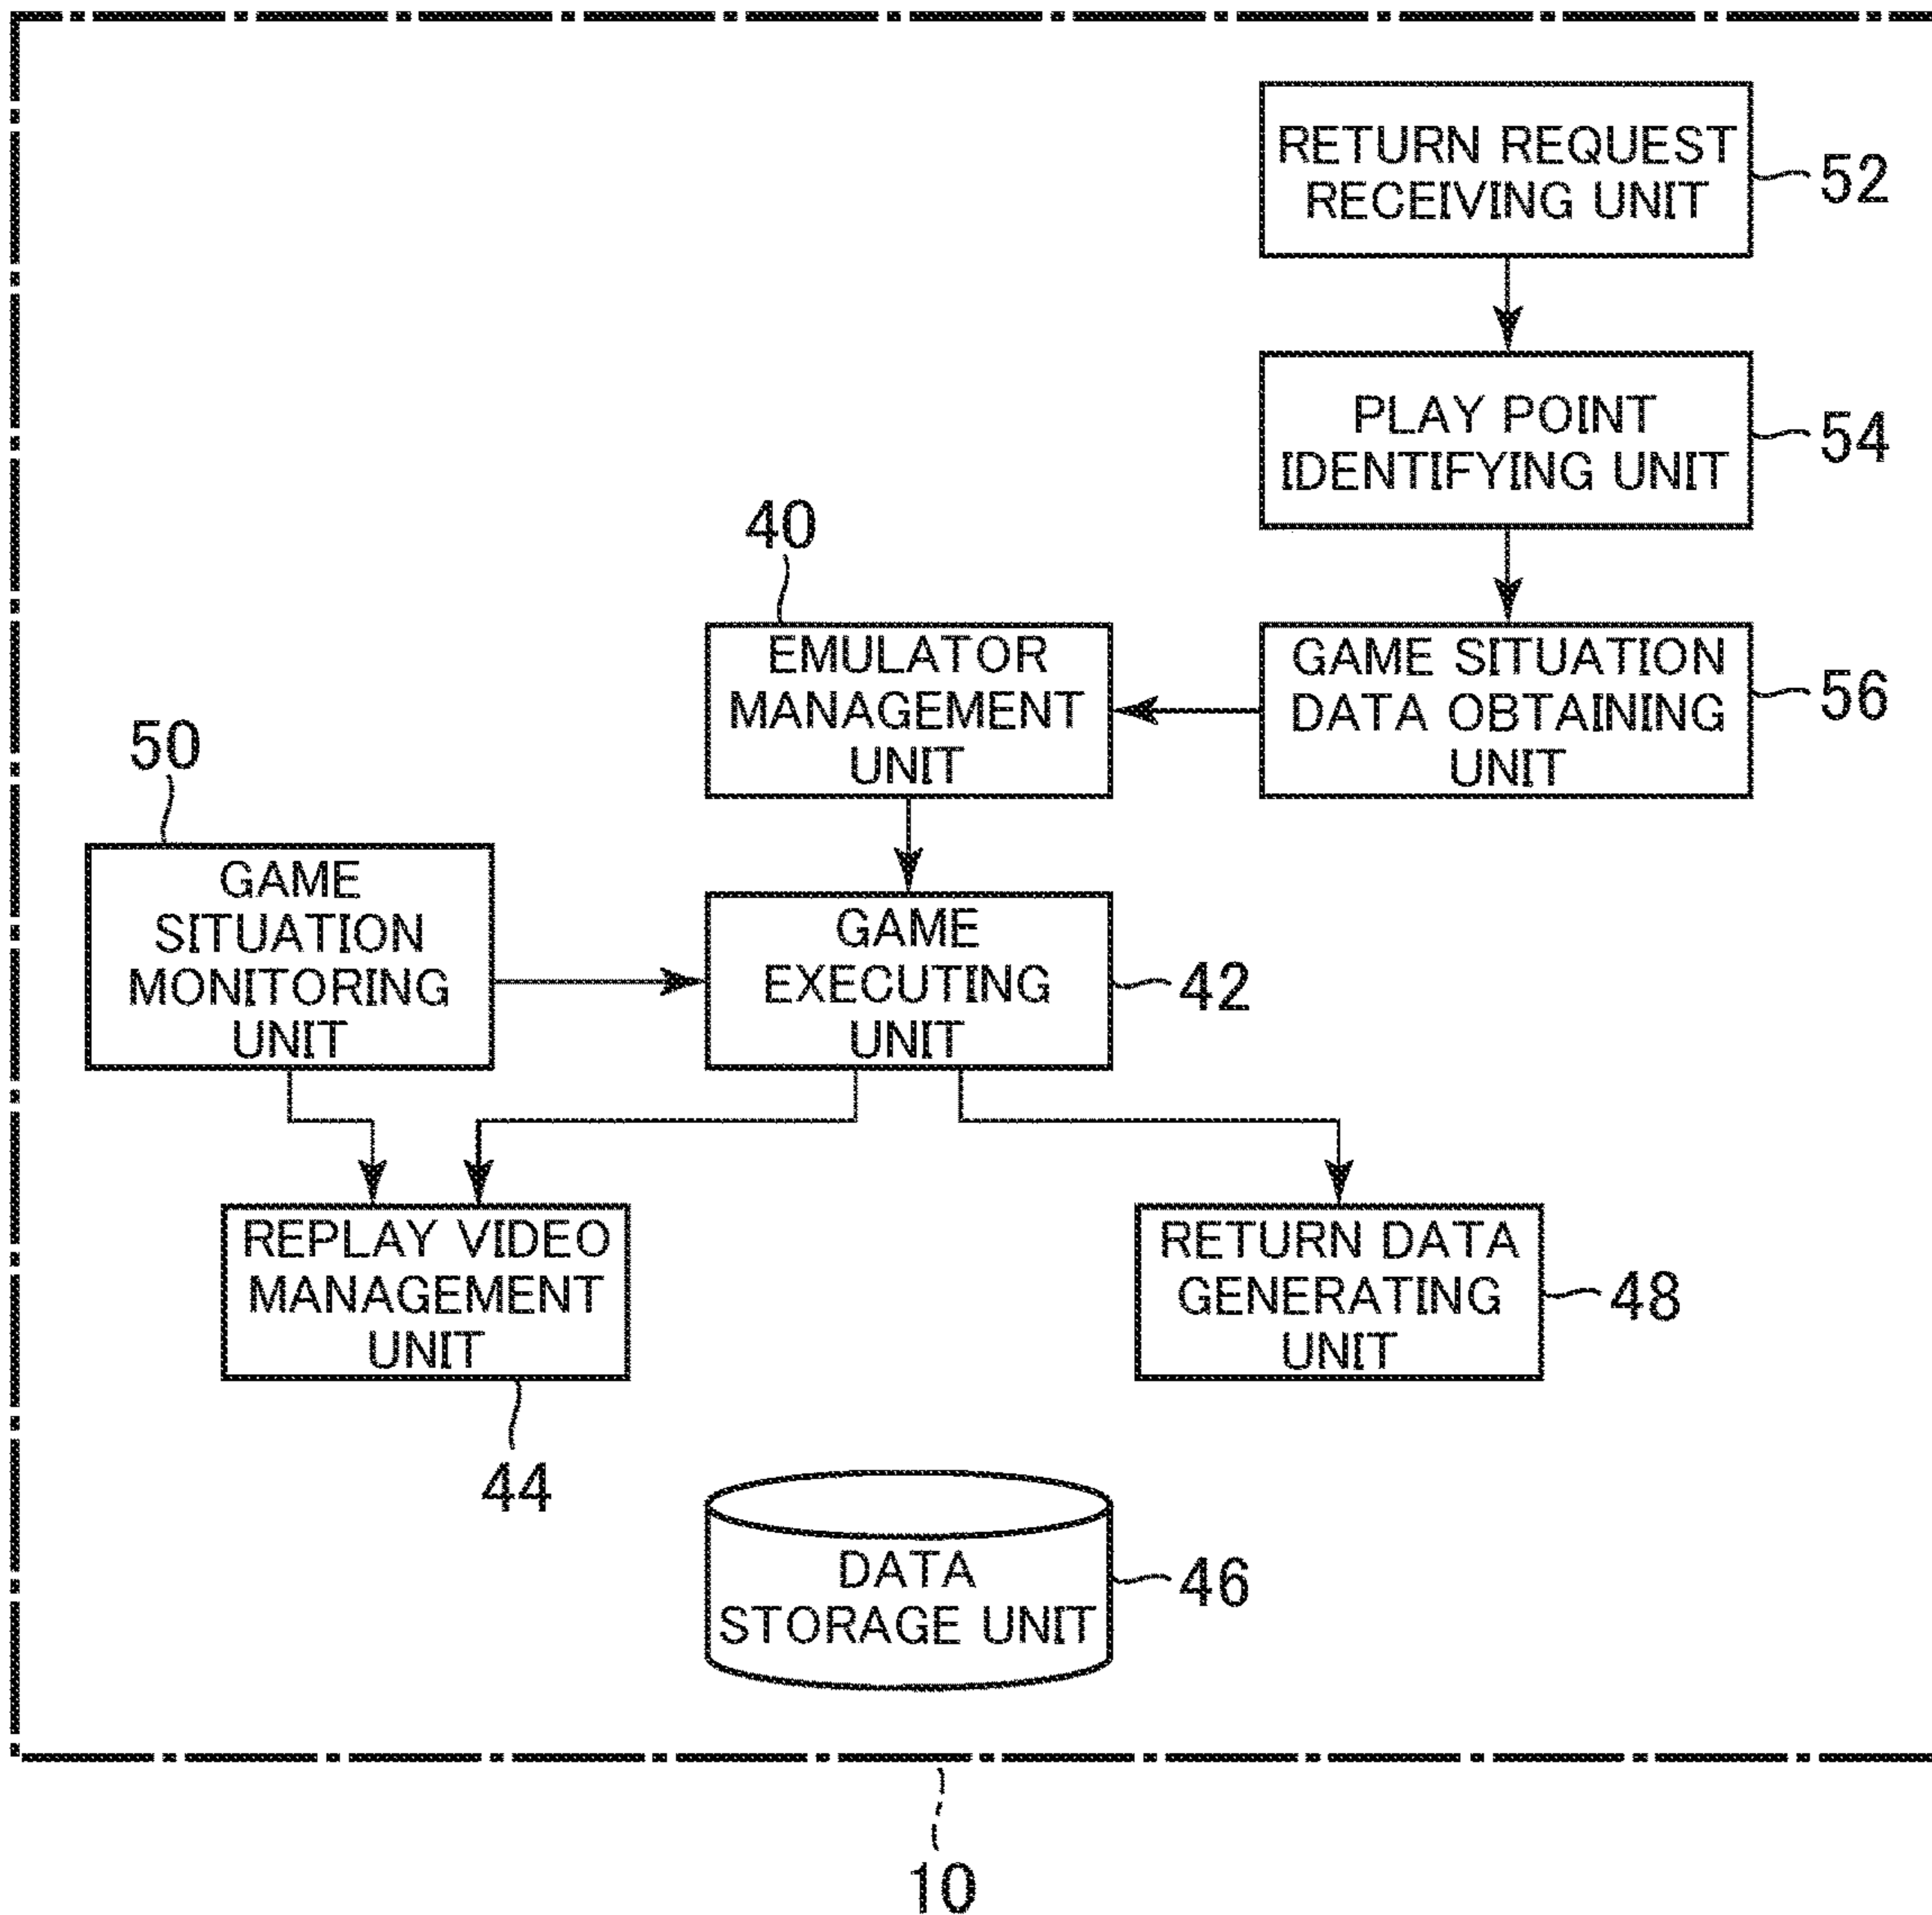 RETURN REQUEST
RECEIVING UNIT
52
PLAY POINT
IDENTIFYING UNIT
54
40
EMULATOR
MANAGEMENT
UNIT
GAME SITUATION
DATA OBTAINING
UNIT
56
50
GAME
SITUATION
MONITORING
UNIT
GAME
EXECUTING
UNIT
42
REPLAY VIDEO
MANAGEMENT
UNIT
44
RETURN DATA
GENERATING
UNIT
48
DATA
STORAGE UNIT
46
10